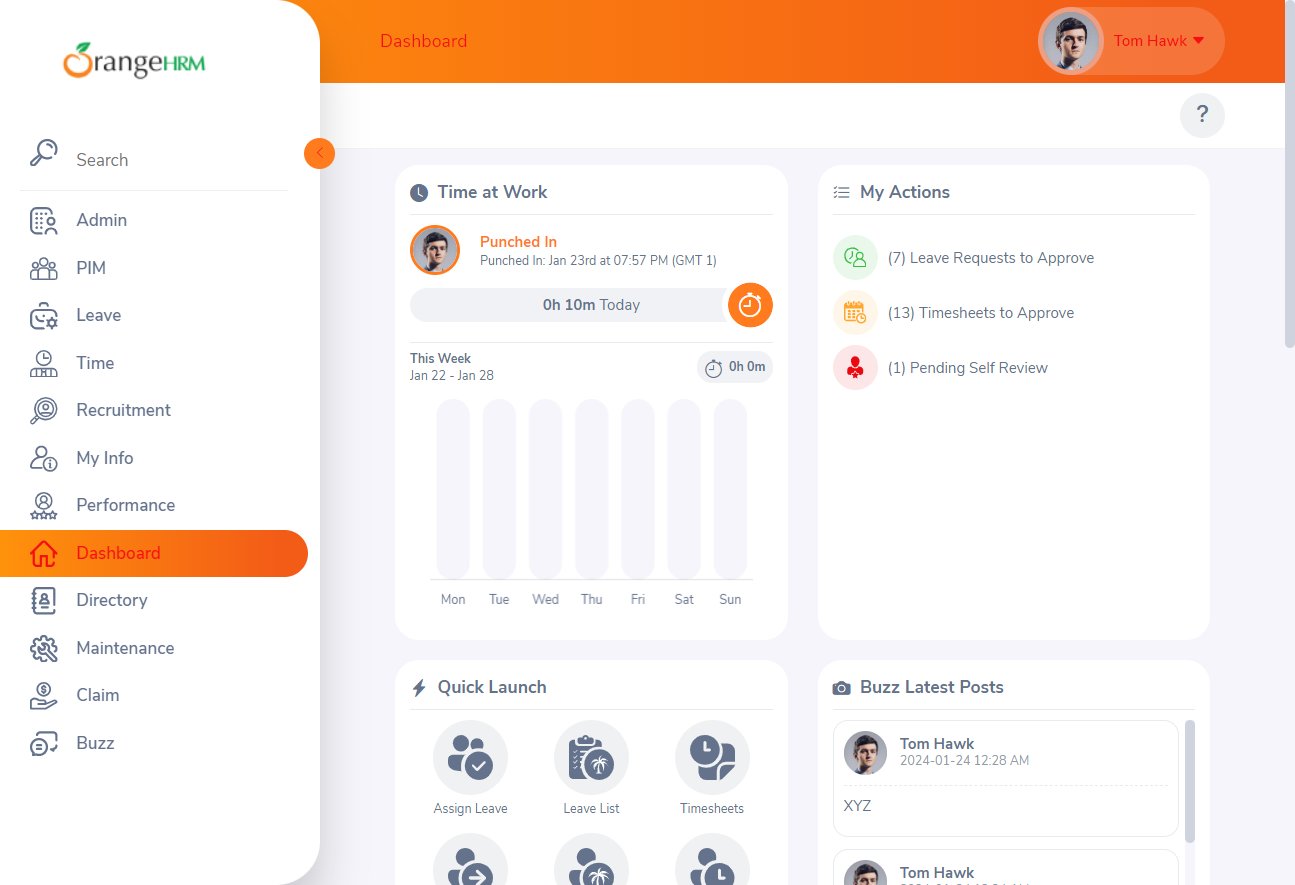 OrangeHRM
Search
Admin
PIM
Leave
Time
Recruitment
My Info
Performance
Dashboard
Directory
Maintenance
Claim
Buzz
Dashboard
Tom Hawk
?
Time at Work
Punched In
Punched In: Jan 23rd at 07:57 PM (GMT 1)
0h 10m Today
This Week
Jan 22 - Jan 28
0h 0m
Mon Tue Wed Thu Fri Sat Sun
My Actions
(7) Leave Requests to Approve
(13) Timesheets to Approve
(1) Pending Self Review
Quick Launch
Assign Leave
Leave List
Timesheets
Buzz Latest Posts
Tom Hawk
2024-01-24 12:28 AM
XYZ
Tom Hawk